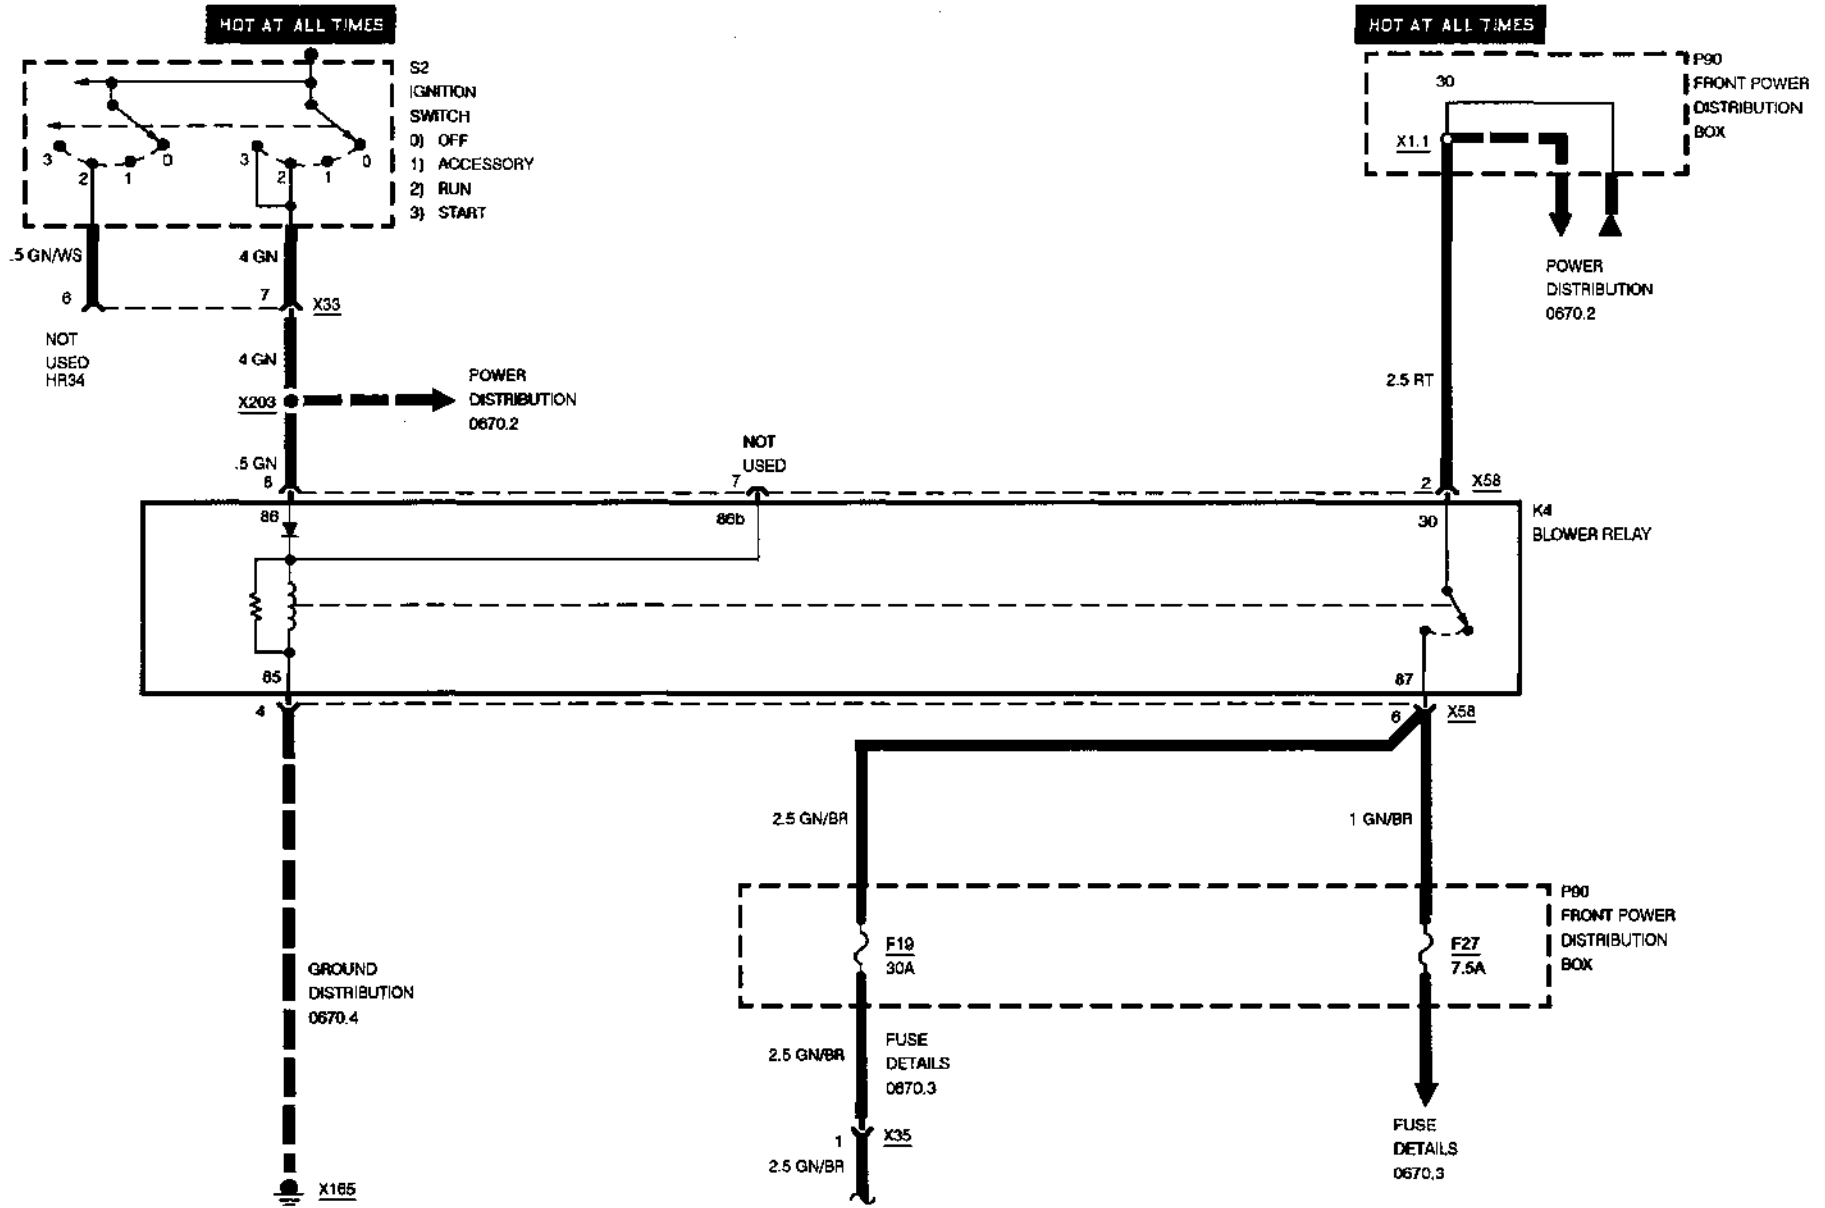 HOT AT ALL TIMES
HOT AT ALL TIMES
S2
IGNITION
SWITCH
0) OFF
1) ACCESSORY
2) RUN
3) START
3
2
1
0
3
2
1
0
P90
FRONT POWER
DISTRIBUTION
BOX
30
X1.1
.5 GN/WS
4 GN
6
7
X33
NOT
USED
HR34
4 GN
POWER
DISTRIBUTION
0670.2
X203
POWER
DISTRIBUTION
0670.2
2.5 RT
.5 GN
8
NOT
USED
7
2
X58
86
86b
30
K4
BLOWER RELAY
85
87
4
6
X58
2.5 GN/BR
1 GN/BR
P90
FRONT POWER
DISTRIBUTION
BOX
F19
30A
F27
7.5A
GROUND
DISTRIBUTION
0670.4
2.5 GN/BR
FUSE
DETAILS
0670.3
1
X35
2.5 GN/BR
FUSE
DETAILS
0670.3
X165